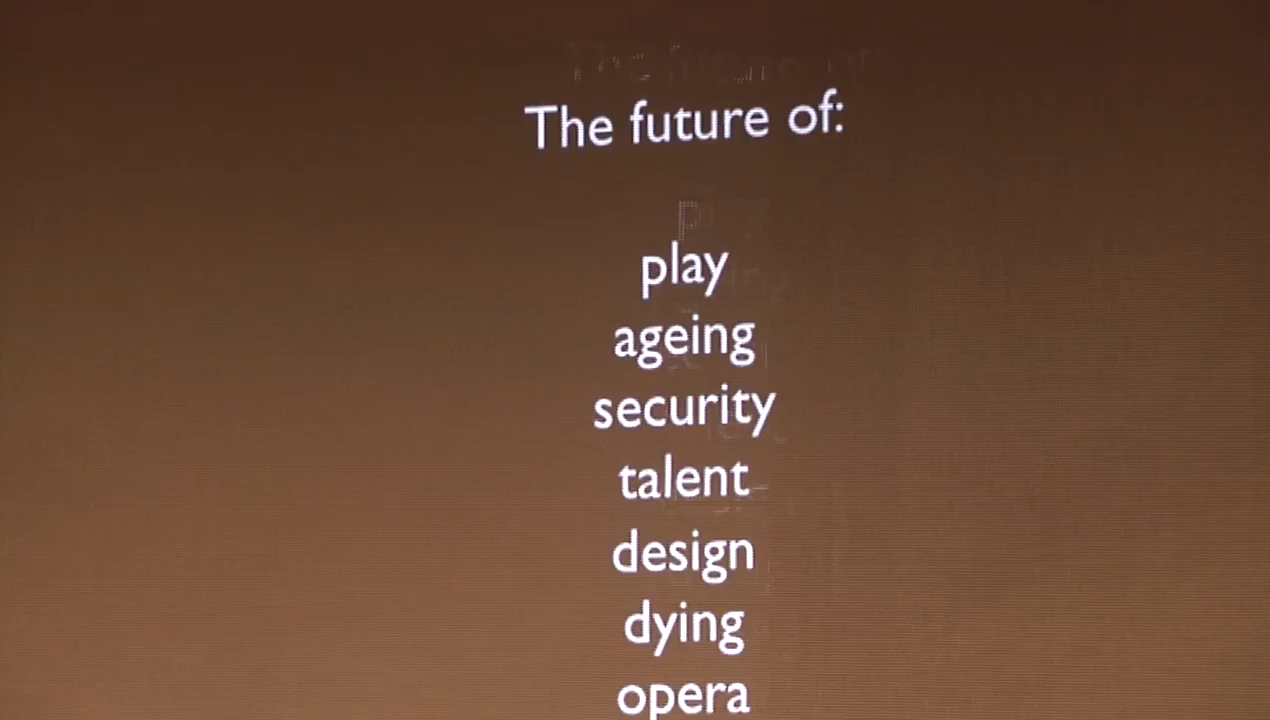 The future of:
play
ageing
security
talent
design
dying
opera